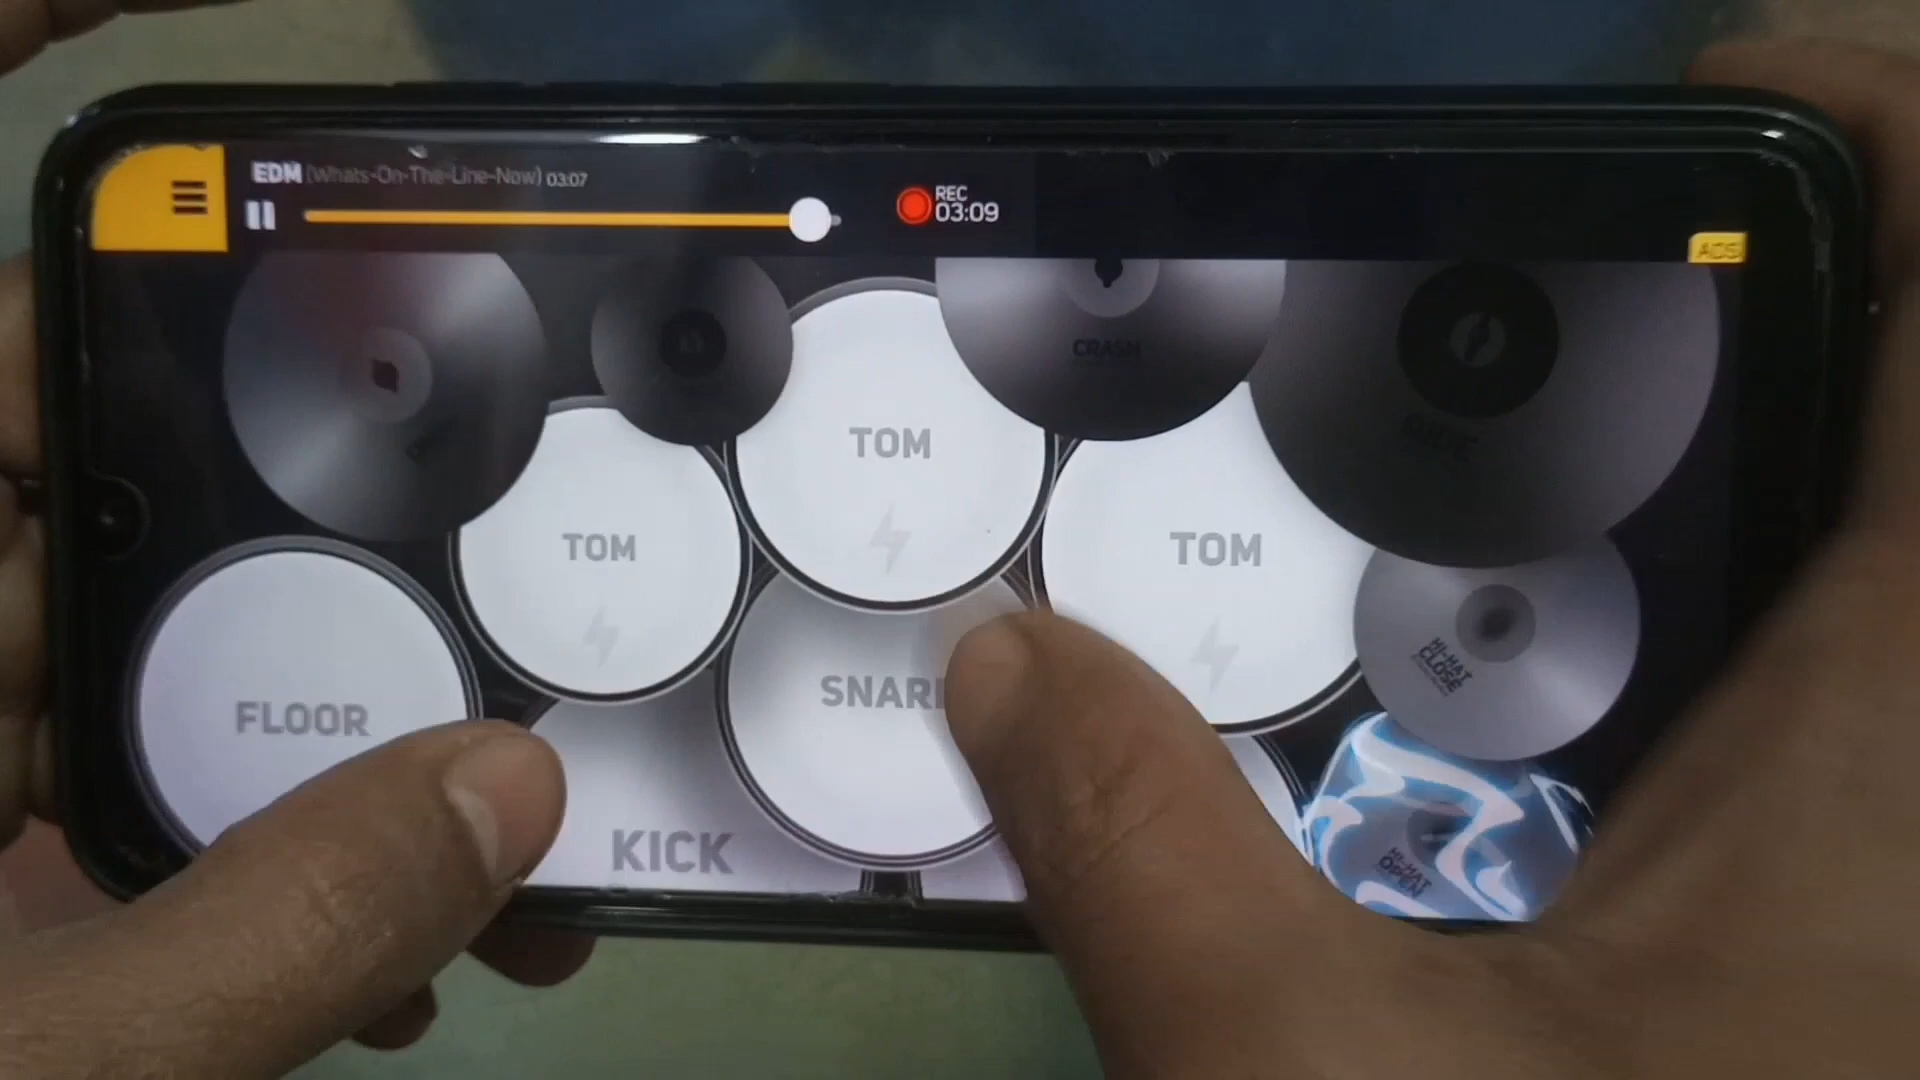 EDM (Whats-On-The-Line-Now) 03:07
REC
03:09
ADS
CRASH
TOM
RIDE
TOM
TOM
HI-HAT
CLOSE
SNAR
FLOOR
KICK
HI-HAT
OPEN